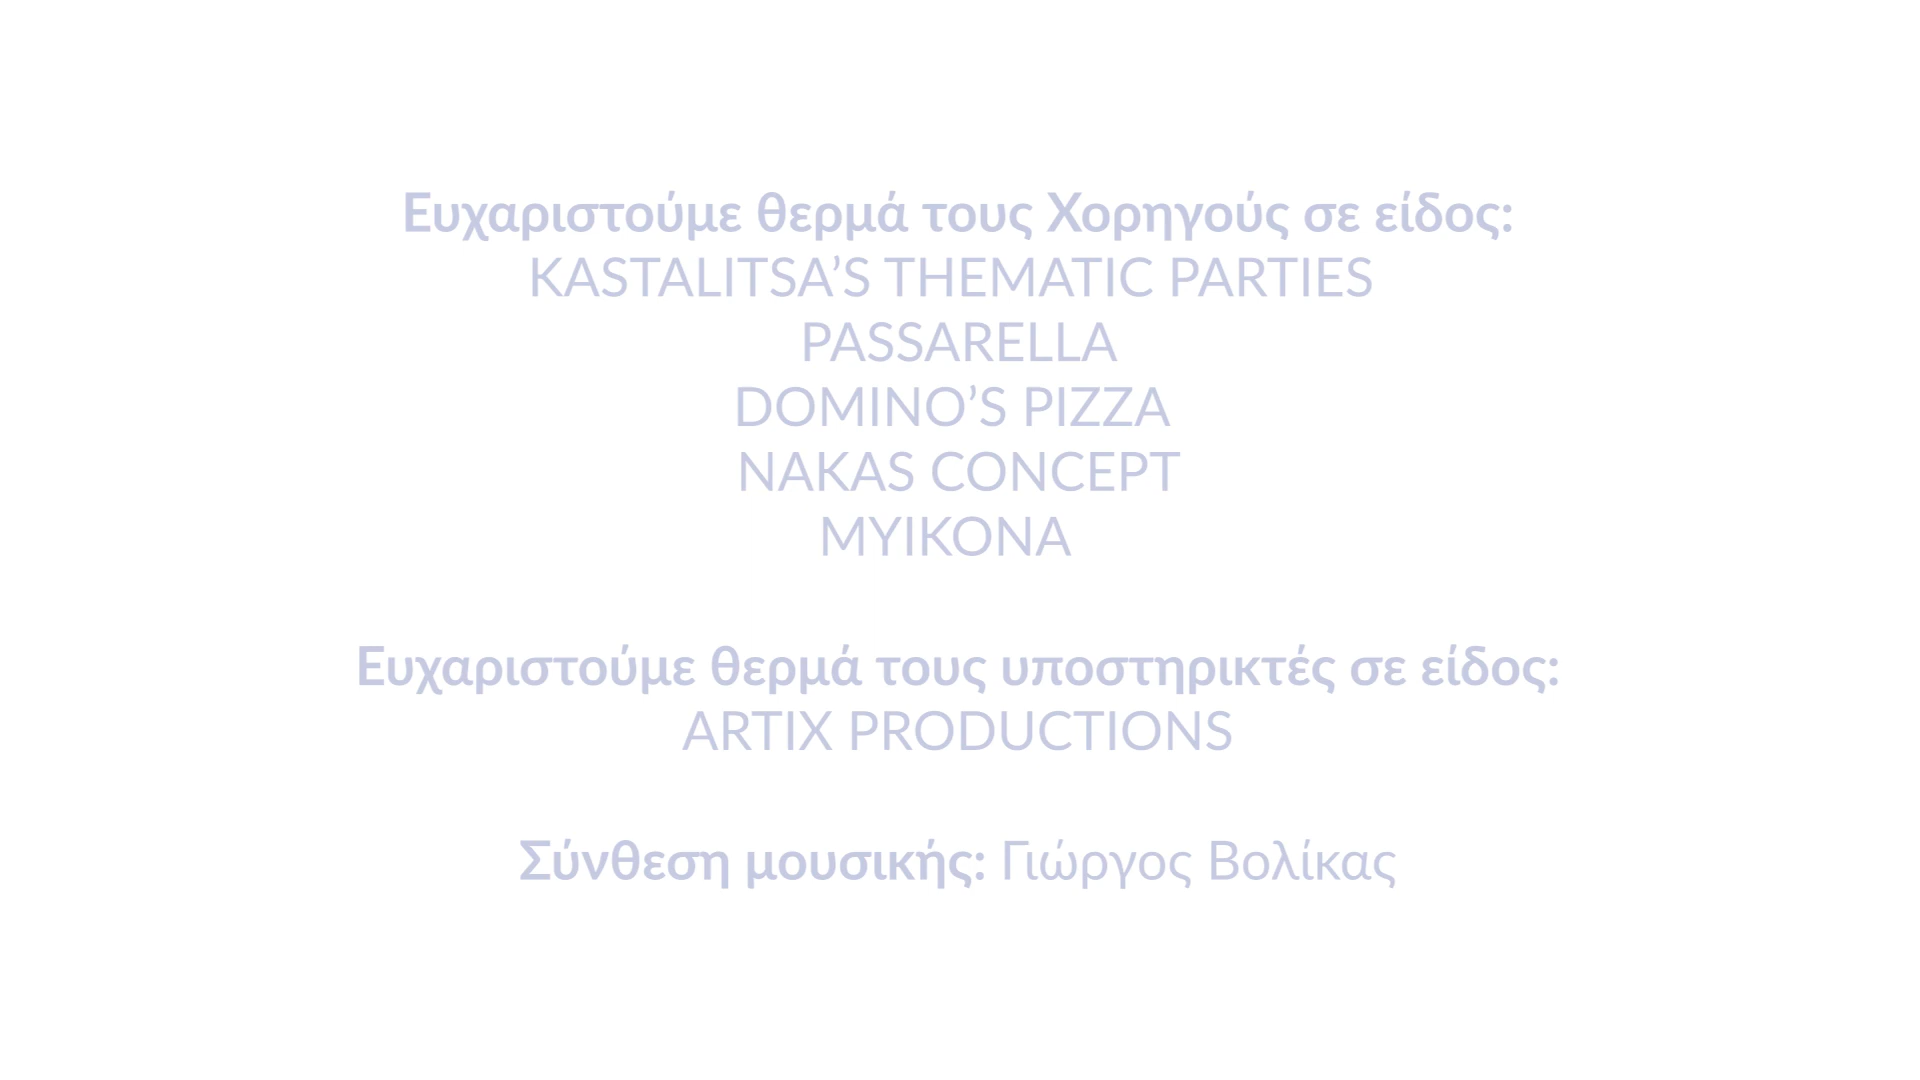 Ευχαριστούμε θερμά τους Χορηγούς σε είδος:
KASTALITSA’S THEMATIC PARTIES
PASSARELLA
DOMINO’S PIZZA
NAKAS CONCEPT
MYIKONA
Ευχαριστούμε θερμά τους υποστηρικτές σε είδος:
ARTIX PRODUCTIONS
Σύνθεση μουσικής: Γιώργος Βολίκας